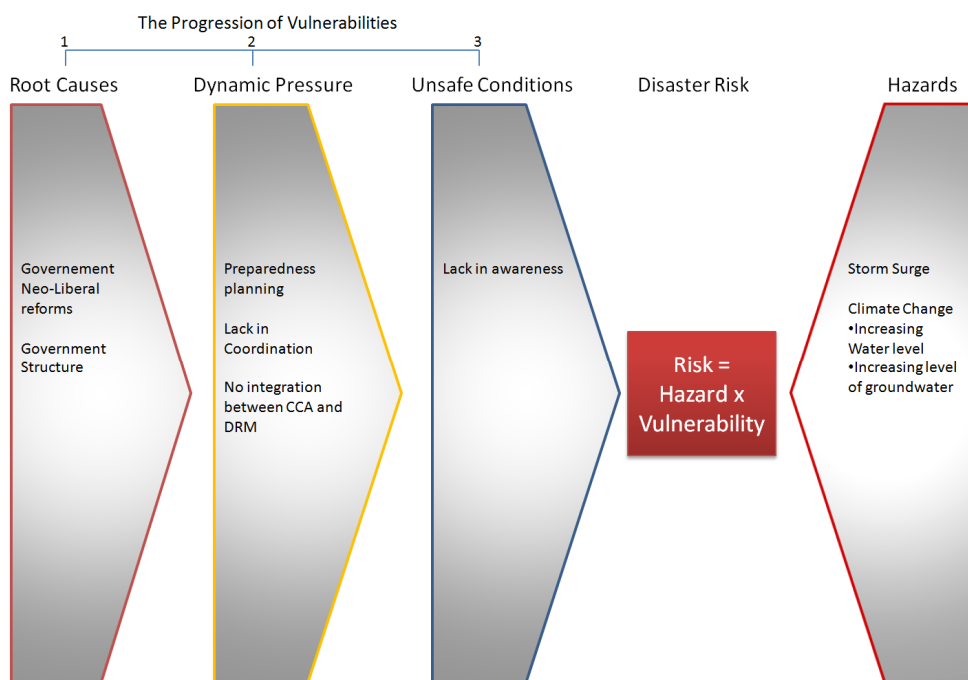 The Progression of Vulnerabilities
1
2
3
Root Causes
Dynamic Pressure
Unsafe Conditions
Disaster Risk
Hazards
Governement
Neo-Liberal
reforms
Government
Structure
Preparedness
planning
Lack in
Coordination
No integration
between CCA and
DRM
Lack in awareness
Risk =
Hazard x
Vulnerability
Storm Surge
Climate Change
•Increasing
Water level
•Increasing level
of groundwater